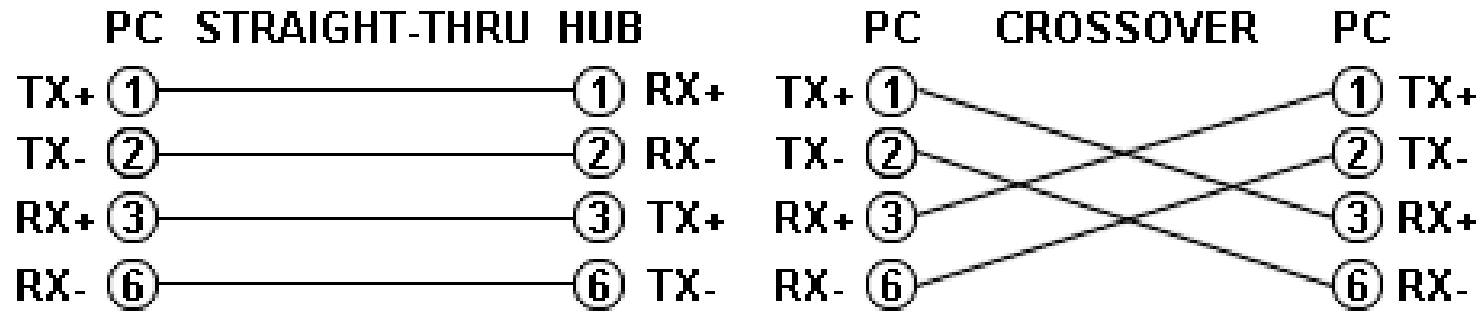 PC STRAIGHT-THRU HUB PC CROSSOVER PC
TX+ 1 1 RX+ TX+ 1 1 TX+
TX- 2 2 RX- TX- 2 2 TX-
RX+ 3 3 TX+ RX+ 3 3 RX+
RX- 6 6 TX- RX- 6 6 RX-